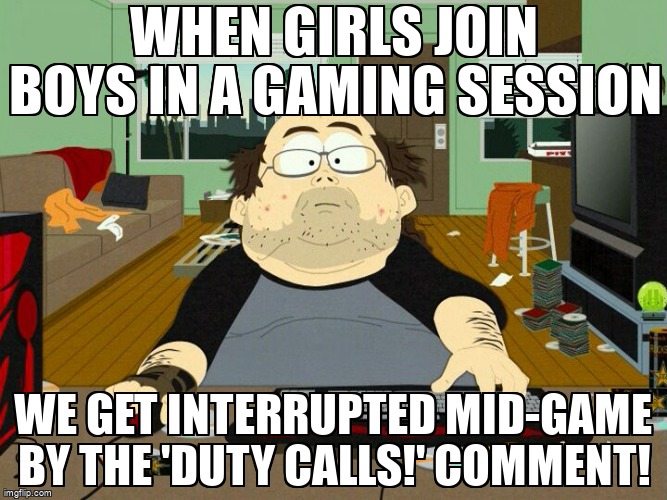 WHEN GIRLS JOIN
BOYS IN A GAMING SESSION
WE GET INTERRUPTED MID-GAME
BY THE 'DUTY CALLS!' COMMENT!
imgflip.com